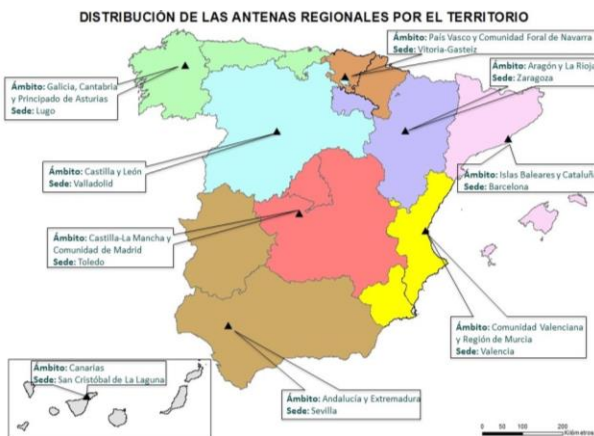 DISTRIBUCIÓN DE LAS ANTENAS REGIONALES POR EL TERRITORIO
Ámbito: País Vasco y Comunidad Foral de Navarra
Sede: Vitoria-Gasteiz
Ámbito: Aragón y La Rioja
Sede: Zaragoza
Ámbito: Galicia, Cantabria
y Principado de Asturias
Sede: Lugo
Ámbito: Castilla y León
Sede: Valladolid
Ámbito: Islas Baleares y Cataluñ
Sede: Barcelona
Ámbito: Castilla-La Mancha y
Comunidad de Madrid
Sede: Toledo
Ámbito: Comunidad Valenciana
y Región de Murcia
Sede: Valencia
Ámbito: Canarias
Sede: San Cristóbal de La Laguna
Ámbito: Andalucía y Extremadura
Sede: Sevilla
0 50 100 200
Kilómetros